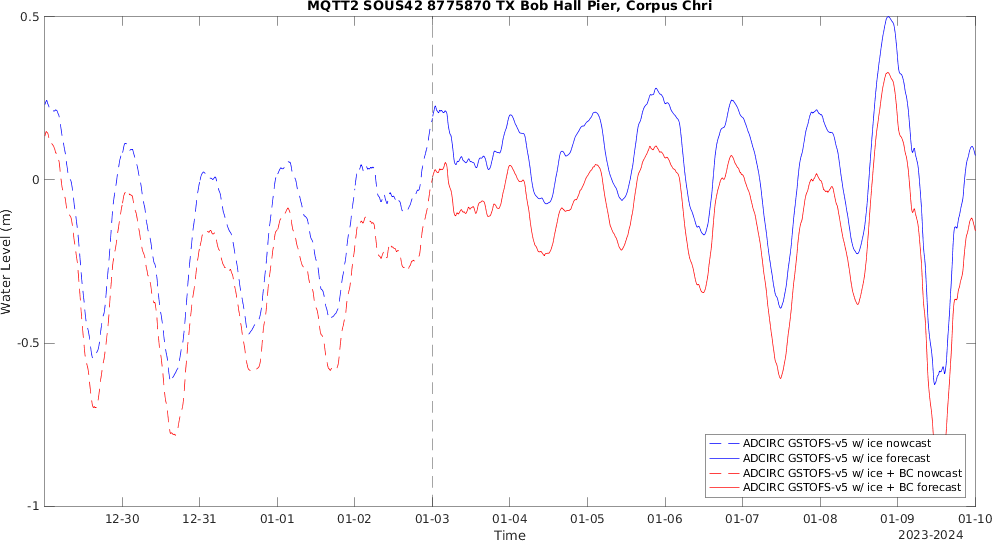 MQTT2 SOUS42 8775870 TX Bob Hall Pier, Corpus Chri
0.5
0
-0.5
-1
Water Level (m)
12-30 12-31 01-01 01-02 01-03 01-04 01-05 01-06 01-07 01-08 01-09 01-10
Time
2023-2024
ADCIRC GSTOFS-v5 w/ ice nowcast
ADCIRC GSTOFS-v5 w/ ice forecast
ADCIRC GSTOFS-v5 w/ ice + BC nowcast
ADCIRC GSTOFS-v5 w/ ice + BC forecast